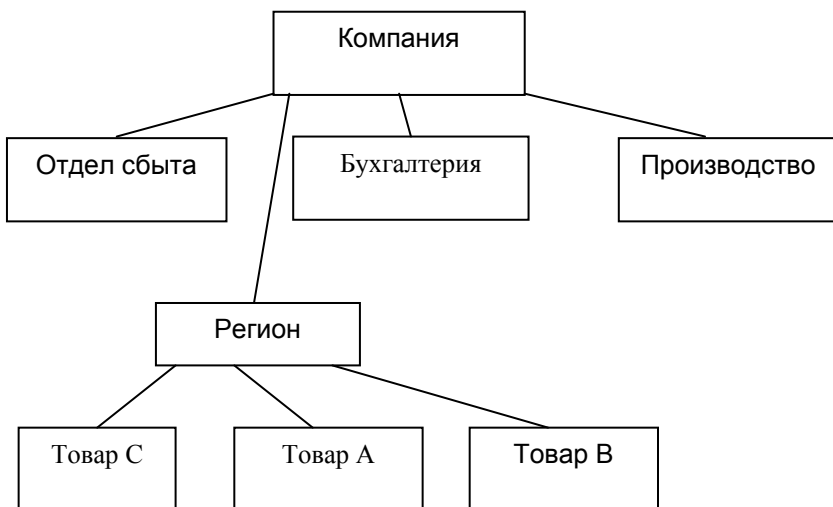 Компания
Отдел сбыта
Бухгалтерия
Производство
Регион
Товар С
Товар А
Товар В